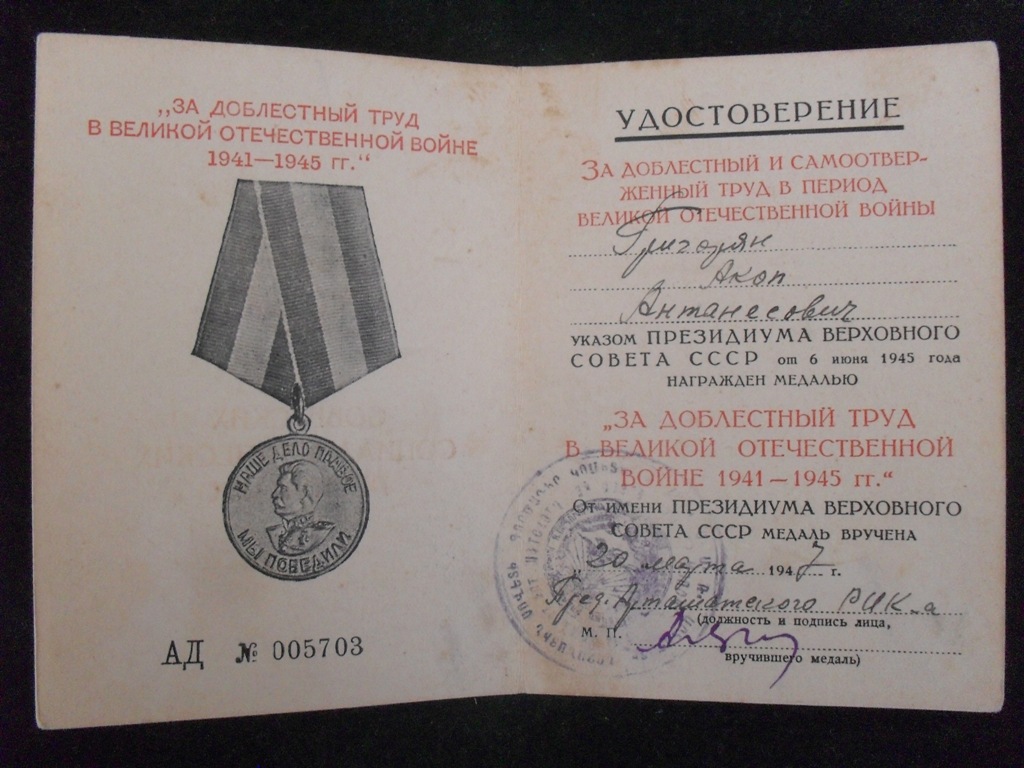 „ЗА ДОБЛЕСТНЫЙ ТРУД
В ВЕЛИКОЙ ОТЕЧЕСТВЕННОЙ ВОЙНЕ
1941—1945 гг.“
НАШЕ ДЕЛО ПРАВОЕ
МЫ ПОБЕДИЛИ
АД № 005703
УДОСТОВЕРЕНИЕ
ЗА ДОБЛЕСТНЫЙ И САМООТВЕР-
ЖЕННЫЙ ТРУД В ПЕРИОД
ВЕЛИКОЙ ОТЕЧЕСТВЕННОЙ ВОЙНЫ
Григорян
Акоп
Антанесович
УКАЗОМ ПРЕЗИДИУМА ВЕРХОВНОГО
СОВЕТА СССР от 6 июня 1945 года
НАГРАЖДЕН МЕДАЛЬЮ
„ЗА ДОБЛЕСТНЫЙ ТРУД
В ВЕЛИКОЙ ОТЕЧЕСТВЕННОЙ
ВОЙНЕ 1941—1945 гг.“
От имени ПРЕЗИДИУМА ВЕРХОВНОГО
СОВЕТА СССР МЕДАЛЬ ВРУЧЕНА
„20 марта 1947 г.
Пред. Арташатского РИК-а
(должность и подпись лица,
М. П.
вручившего медаль)